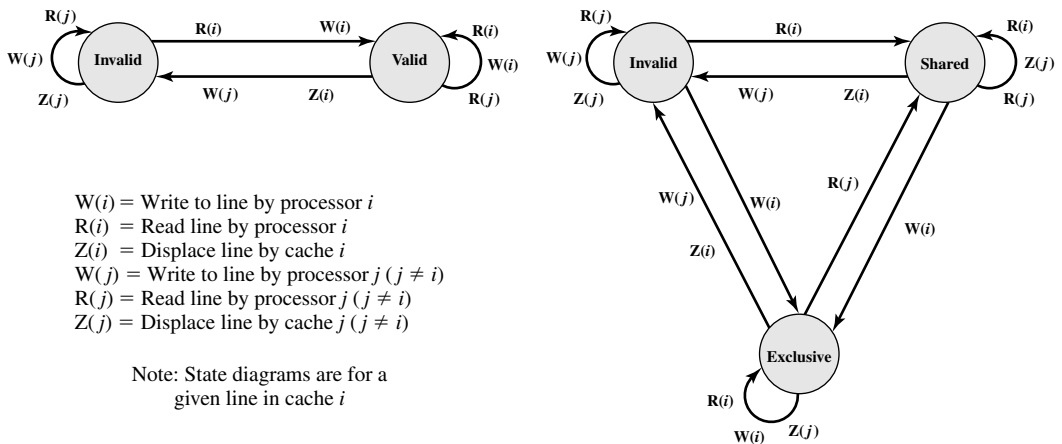 R(j)
W(j)
Z(j)
Invalid
R(i)
W(i)
W(j)
Z(i)
Valid
R(i)
W(i)
R(j)
R(j)
W(j)
Z(j)
Invalid
R(i)
W(j)
Z(i)
Shared
R(i)
Z(j)
R(j)
W(j)
Z(i)
W(i)
R(j)
W(i)
Exclusive
R(i)
W(i)
Z(j)
W(i) = Write to line by processor i
R(i) = Read line by processor i
Z(i) = Displace line by cache i
W(j) = Write to line by processor j (j ≠ i)
R(j) = Read line by processor j (j ≠ i)
Z(j) = Displace line by cache j (j ≠ i)
Note: State diagrams are for a
given line in cache i